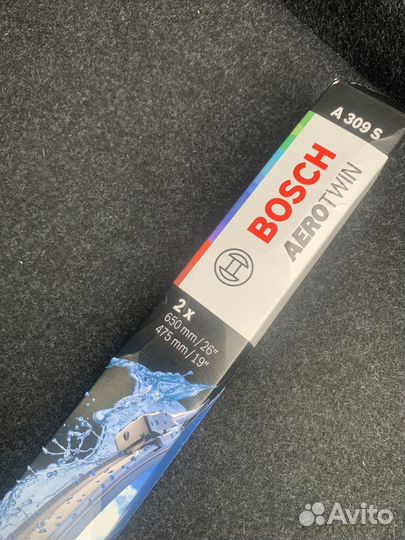 A 309 S
BOSCH
AEROTWIN
2 x
650 mm/26"
475 mm/19"
Avito